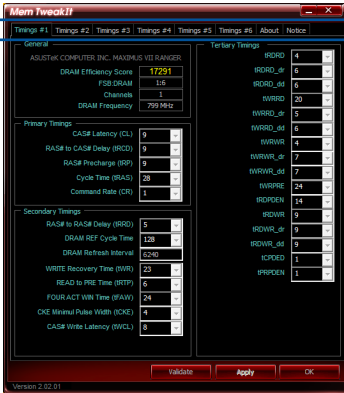 Mem TweakIt
Timings #1 Timings #2 Timings #3 Timings #4 Timings #5 Timings #6 About Notice
General
ASUSTeK COMPUTER INC. MAXIMUS VII RANGER
DRAM Efficiency Score 17291
FSB:DRAM 1:6
Channels 1
DRAM Frequency 799 MHz
Primary Timings
CAS# Latency (CL) 9
RAS# to CAS# Delay (tRCD) 9
RAS# Precharge (tRP) 9
Cycle Time (tRAS) 28
Command Rate (CR) 1
Secondary Timings
RAS# to RAS# Delay (tRRD) 5
DRAM REF Cycle Time 128
DRAM Refresh Interval 6240
WRITE Recovery Time (tWR) 23
READ to PRE Time (tRTP) 6
FOUR ACT WIN Time (tFAW) 24
CKE Minimul Pulse Width (tCKE) 4
CAS# Write Latency (tWCL) 8
Tertiary Timings
tRDRD 4
tRDRD_dr 6
tRDRD_dd 6
tWRRD 20
tWRRD_dr 5
tWRRD_dd 6
tWRWR 4
tWRWR_dr 7
tWRWR_dd 7
tWRPRE 24
tRDPDEN 14
tRDWR 9
tRDWR_dr 9
tRDWR_dd 9
tCPDED 1
tPRPDEN 1
Validate Apply OK
Version 2.02.01